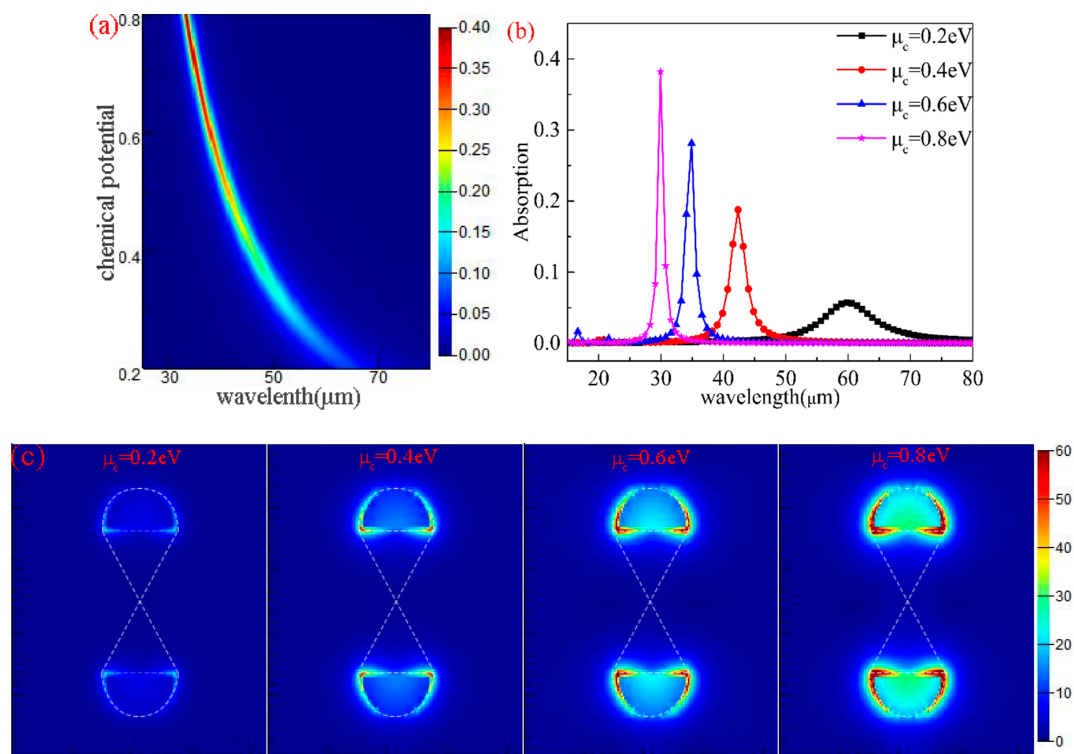 (a)
0.8
0.6
0.4
0.2
chemical potential
30
50
70
wavelenth(μm)
0.40
0.35
0.30
0.25
0.20
0.15
0.10
0.05
0.00
(b)
0.4
0.3
0.2
0.1
0.0
Absorption
μc=0.2eV
μc=0.4eV
μc=0.6eV
μc=0.8eV
20
30
40
50
60
70
80
wavelength(μm)
(c)
μc=0.2eV
μc=0.4eV
μc=0.6eV
μc=0.8eV
60
50
40
30
20
10
0